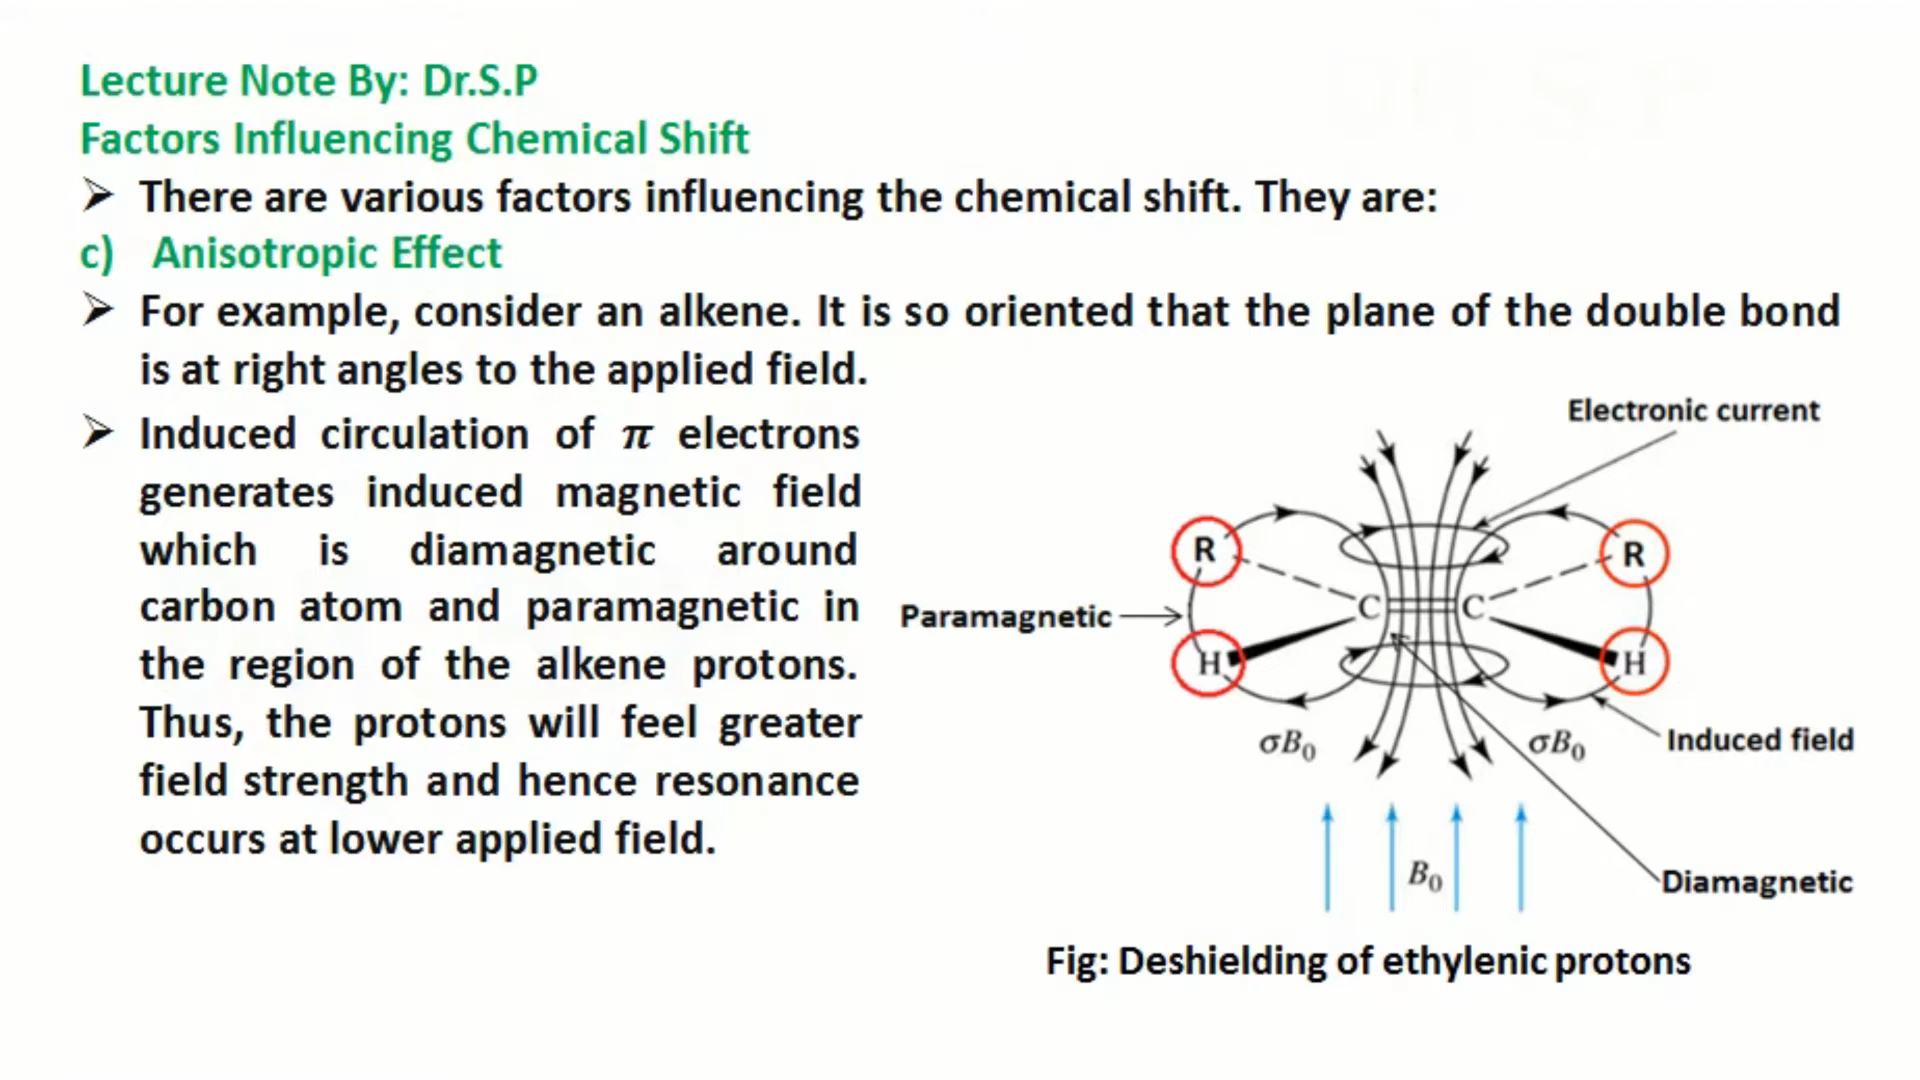 Lecture Note By: Dr.S.P
Factors Influencing Chemical Shift
➤ There are various factors influencing the chemical shift. They are:
c) Anisotropic Effect
➤ For example, consider an alkene. It is so oriented that the plane of the double bond
is at right angles to the applied field.
➤ Induced circulation of π electrons
generates induced magnetic field
which is diamagnetic around
carbon atom and paramagnetic in
the region of the alkene protons.
Thus, the protons will feel greater
field strength and hence resonance
occurs at lower applied field.
Electronic current
R
R
C
C
Paramagnetic
H
H
σB₀
σB₀
Induced field
B₀
Diamagnetic
Fig: Deshielding of ethylenic protons